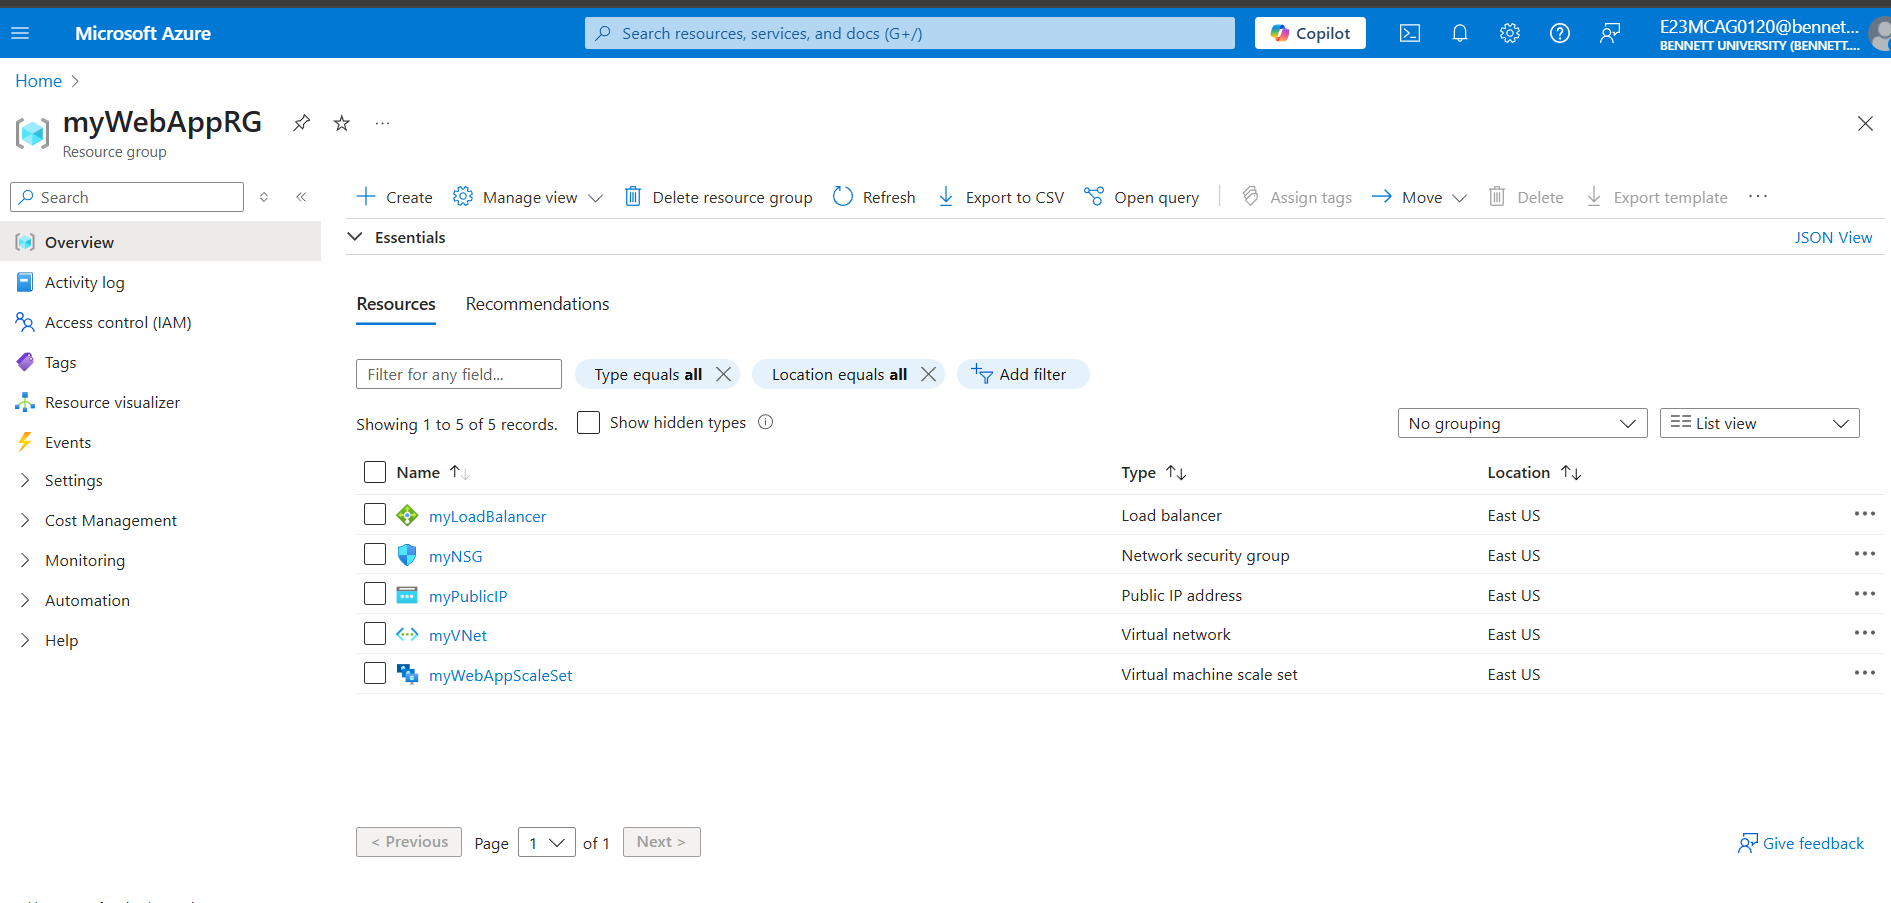 Microsoft Azure
Search resources, services, and docs (G+/)
Copilot
E23MCAG0120@bennet...
BENNETT UNIVERSITY (BENNETT....
Home
myWebAppRG
Resource group
Search
Create
Manage view
Delete resource group
Refresh
Export to CSV
Open query
Assign tags
Move
Delete
Export template
Overview
Activity log
Access control (IAM)
Tags
Resource visualizer
Events
Settings
Cost Management
Monitoring
Automation
Help
Essentials
JSON View
Resources
Recommendations
Filter for any field...
Type equals all
Location equals all
Add filter
Showing 1 to 5 of 5 records.
Show hidden types
No grouping
List view
Name
Type
Location
myLoadBalancer
Load balancer
East US
myNSG
Network security group
East US
myPublicIP
Public IP address
East US
myVNet
Virtual network
East US
myWebAppScaleSet
Virtual machine scale set
East US
< Previous
Page
1
of 1
Next >
Give feedback